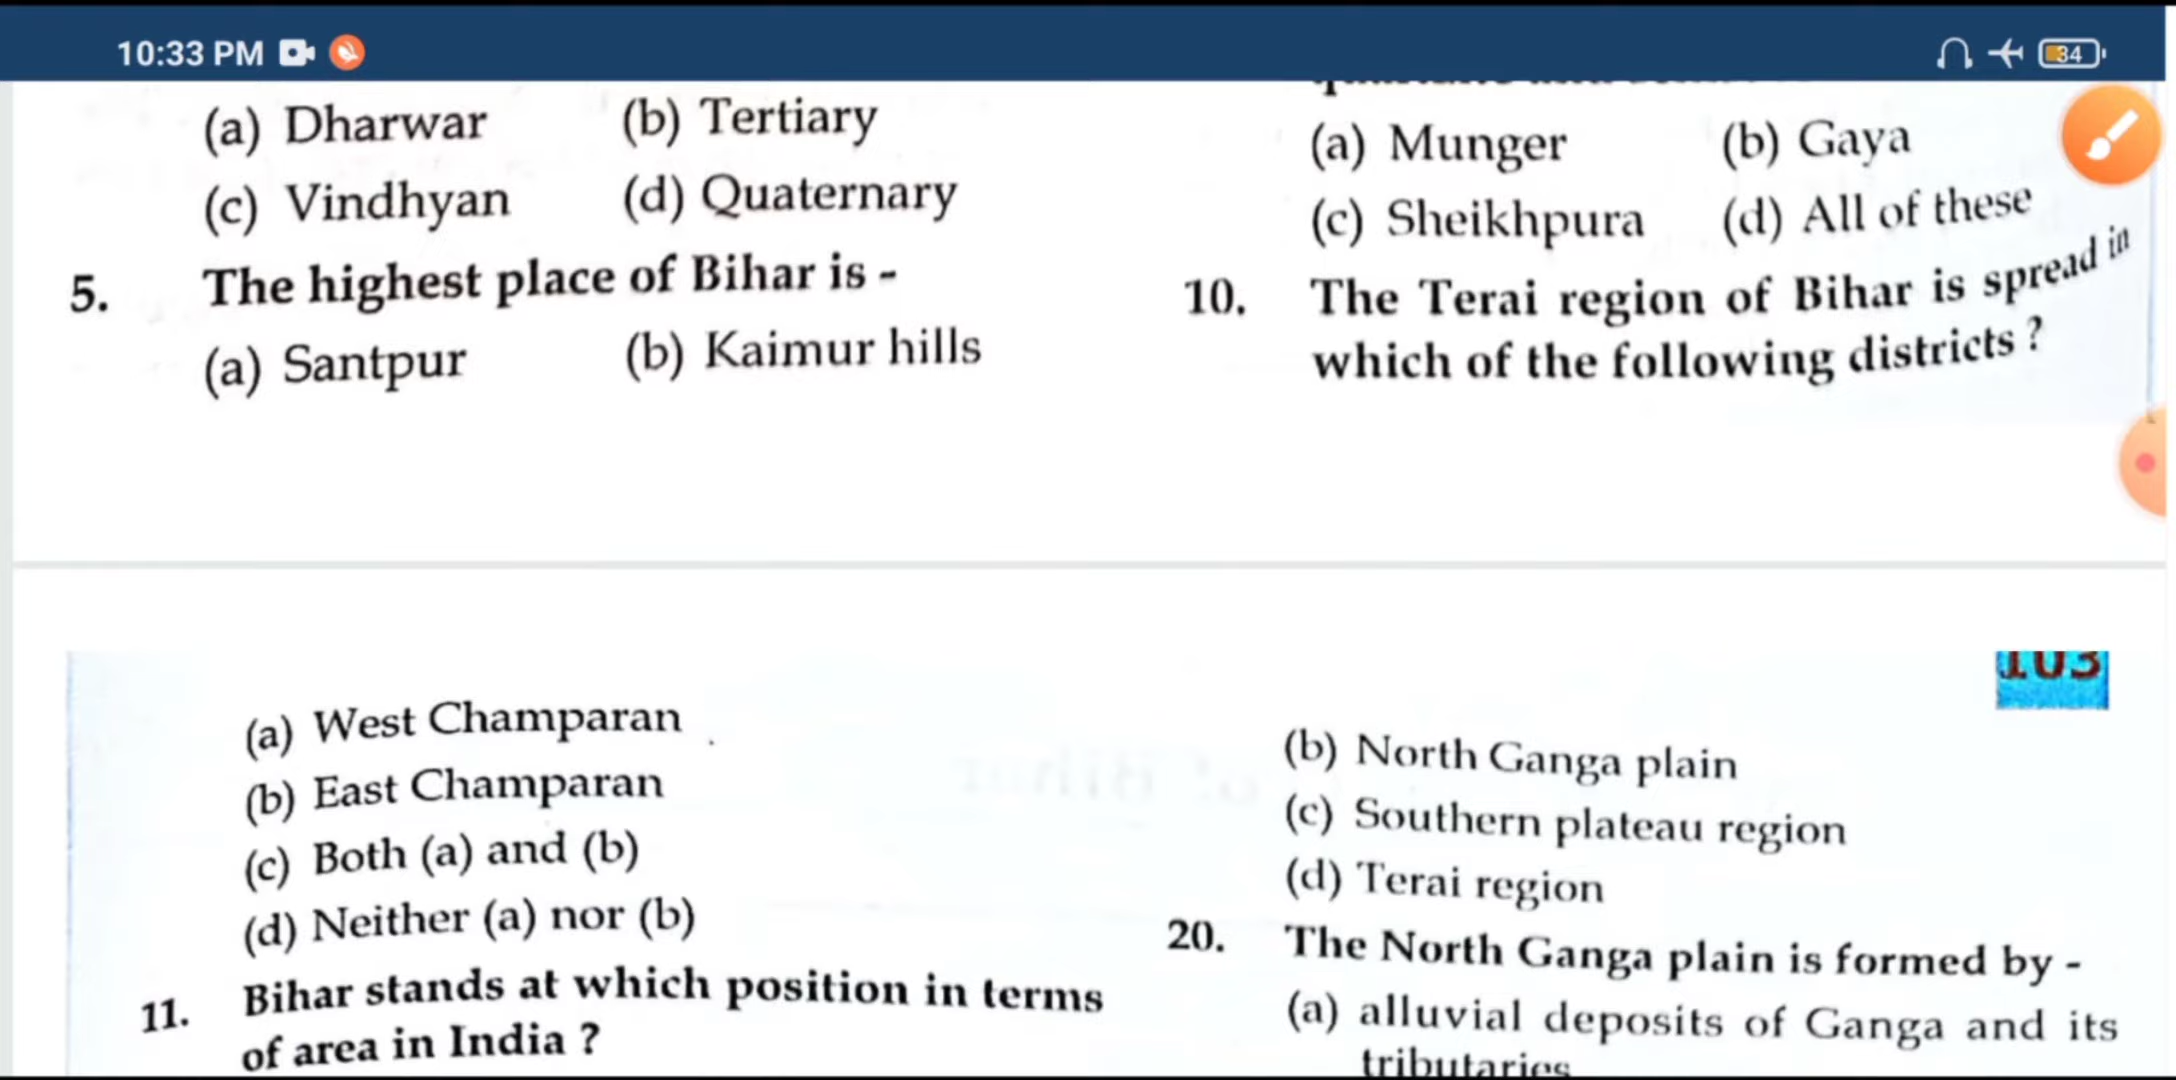 10:33 PM
34
(a) Dharwar (b) Tertiary
(c) Vindhyan (d) Quaternary
5. The highest place of Bihar is -
(a) Santpur (b) Kaimur hills
(a) Munger (b) Gaya
(c) Sheikhpura (d) All of these
10. The Terai region of Bihar is spread in
which of the following districts ?
103
(a) West Champaran
(b) East Champaran
(c) Both (a) and (b)
(d) Neither (a) nor (b)
11. Bihar stands at which position in terms
of area in India ?
(b) North Ganga plain
(c) Southern plateau region
(d) Terai region
20. The North Ganga plain is formed by -
(a) alluvial deposits of Ganga and its
tributaries